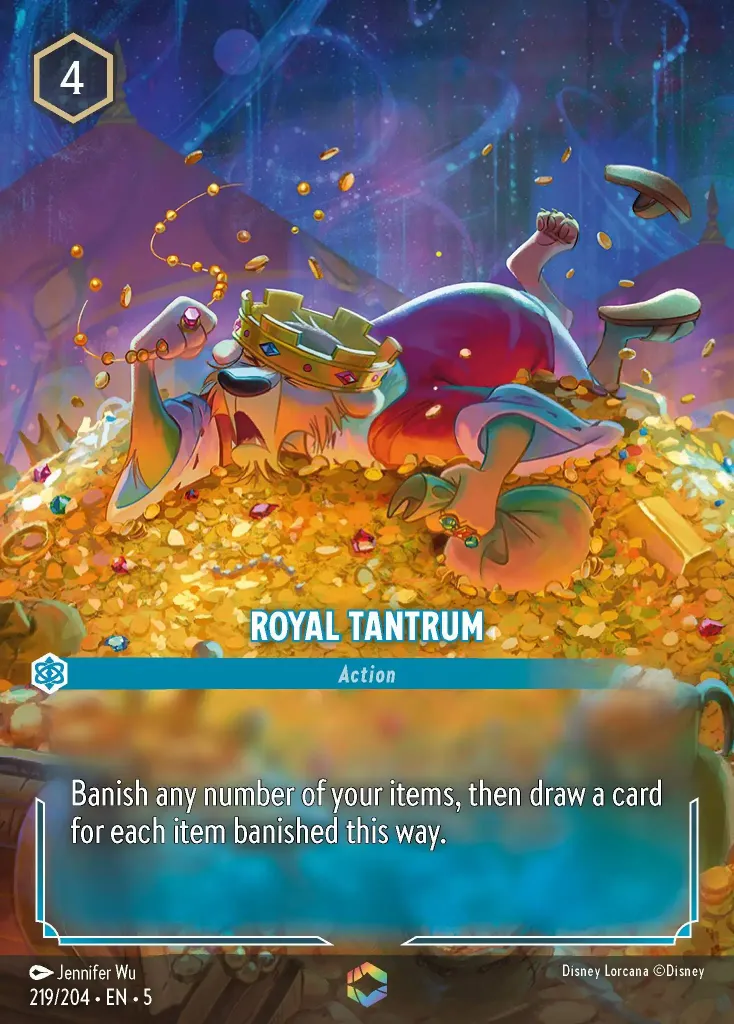 4
ROYAL TANTRUM
Action
Banish any number of your items, then draw a card
for each item banished this way.
Jennifer Wu
Disney Lorcana ©Disney
219/204 • EN • 5